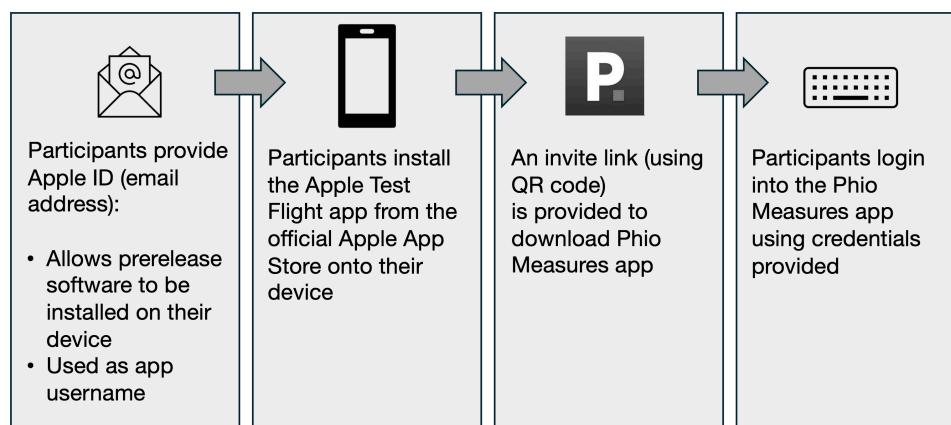 @
Participants provide
Apple ID (email
address):
• Allows prerelease
software to be
installed on their
device
• Used as app
username
Participants install
the Apple Test
Flight app from the
official Apple App
Store onto their
device
P.
An invite link (using
QR code)
is provided to
download Phio
Measures app
Participants login
into the Phio
Measures app
using credentials
provided